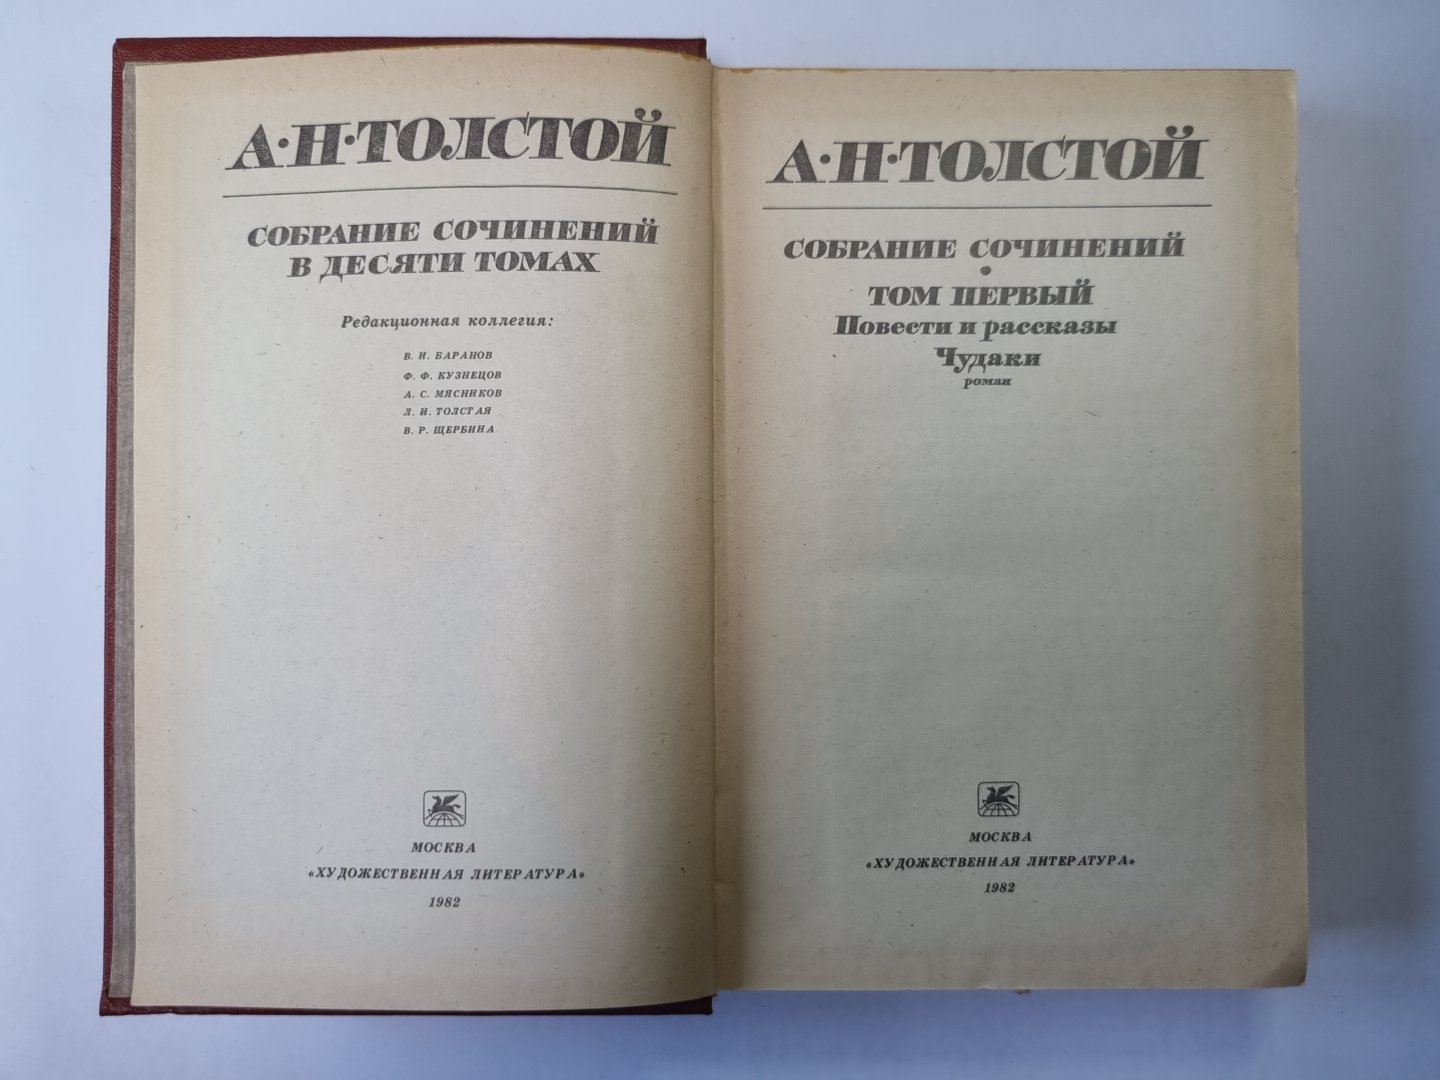 А·Н·ТОЛСТОЙ
СОБРАНИЕ СОЧИНЕНИЙ
В ДЕСЯТИ ТОМАХ
Редакционная коллегия:
В. И. БАРАНОВ
Ф. Ф. КУЗНЕЦОВ
А. С. МЯСНИКОВ
Л. И. ТОЛСТАЯ
В. Р. ЩЕРБИНА
МОСКВА
«ХУДОЖЕСТВЕННАЯ ЛИТЕРАТУРА»
1982
А·Н·ТОЛСТОЙ
СОБРАНИЕ СОЧИНЕНИЙ
•
ТОМ ПЕРВЫЙ
Повести и рассказы
Чудаки
роман
МОСКВА
«ХУДОЖЕСТВЕННАЯ ЛИТЕРАТУРА»
1982